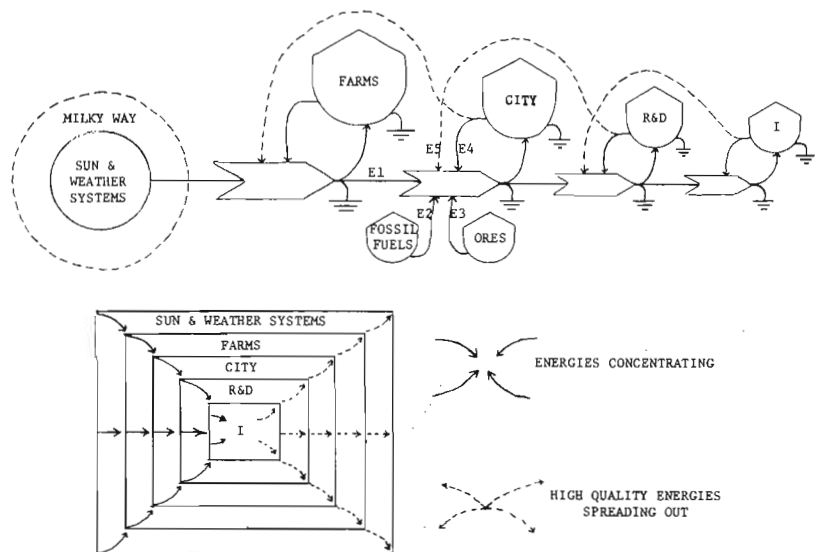 MILKY WAY
SUN &
WEATHER
SYSTEMS
FARMS
CITY
R&D
I
E1
E5
E4
E2
E3
FOSSIL
FUELS
ORES
SUN & WEATHER SYSTEMS
FARMS
CITY
R&D
I
ENERGIES CONCENTRATING
HIGH QUALITY ENERGIES
SPREADING OUT